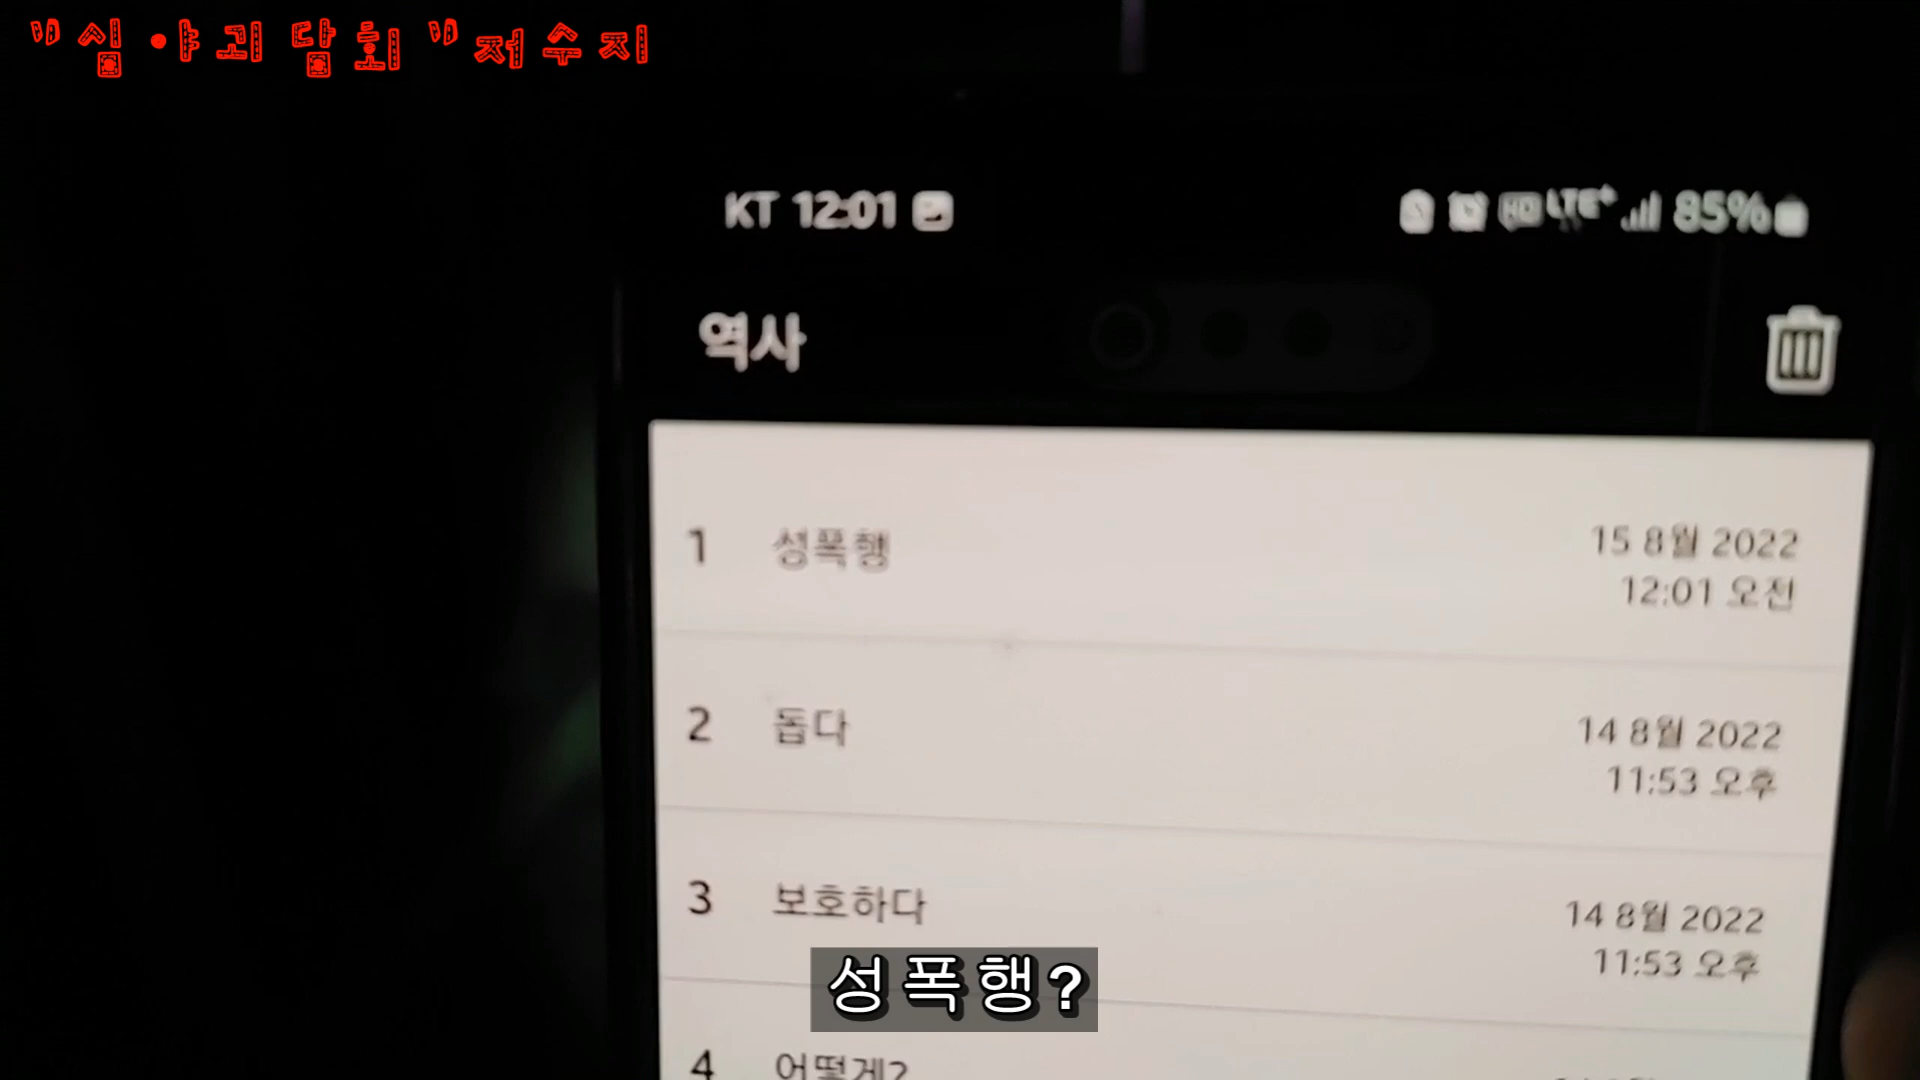 "심야괴담회"저수지
KT 12:01
LTE+ 85%
역사
1 성폭행 15 8월 2022
12:01 오전
2 돕다 14 8월 2022
11:53 오후
3 보호하다 14 8월 2022
11:53 오후
성폭행?
4 어떻게?